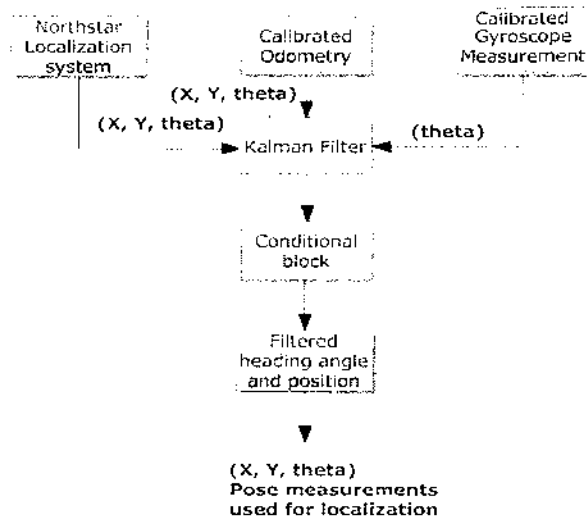 Northstar
Localization
system
Calibrated
Odometry
Calibrated
Gyroscope
Measurement
(X, Y, theta)
(X, Y, theta)
(theta)
Kalman Filter
Conditional
block
Filtered
heading angle
and position
(X, Y, theta)
Pose measurements
used for localization